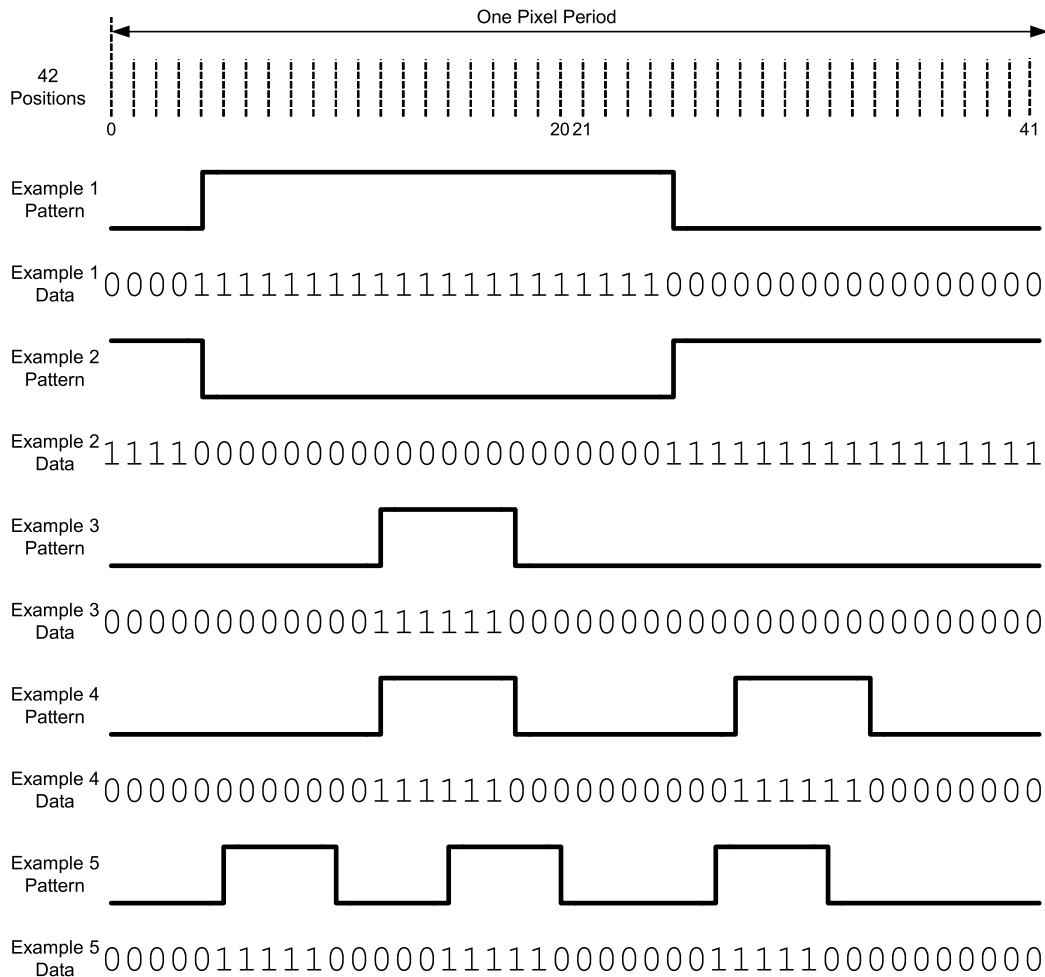 One Pixel Period
42
Positions
0 20 21 41
Example 1
Pattern
Example 1
Data
000011111111111111111111100000000000000000
Example 2
Pattern
Example 2
Data
111100000000000000000000011111111111111111
Example 3
Pattern
Example 3
Data
000000000000111111000000000000000000000000
Example 4
Pattern
Example 4
Data
000000000000111111000000000011111100000000
Example 5
Pattern
Example 5
Data
000001111100000111110000000111110000000000